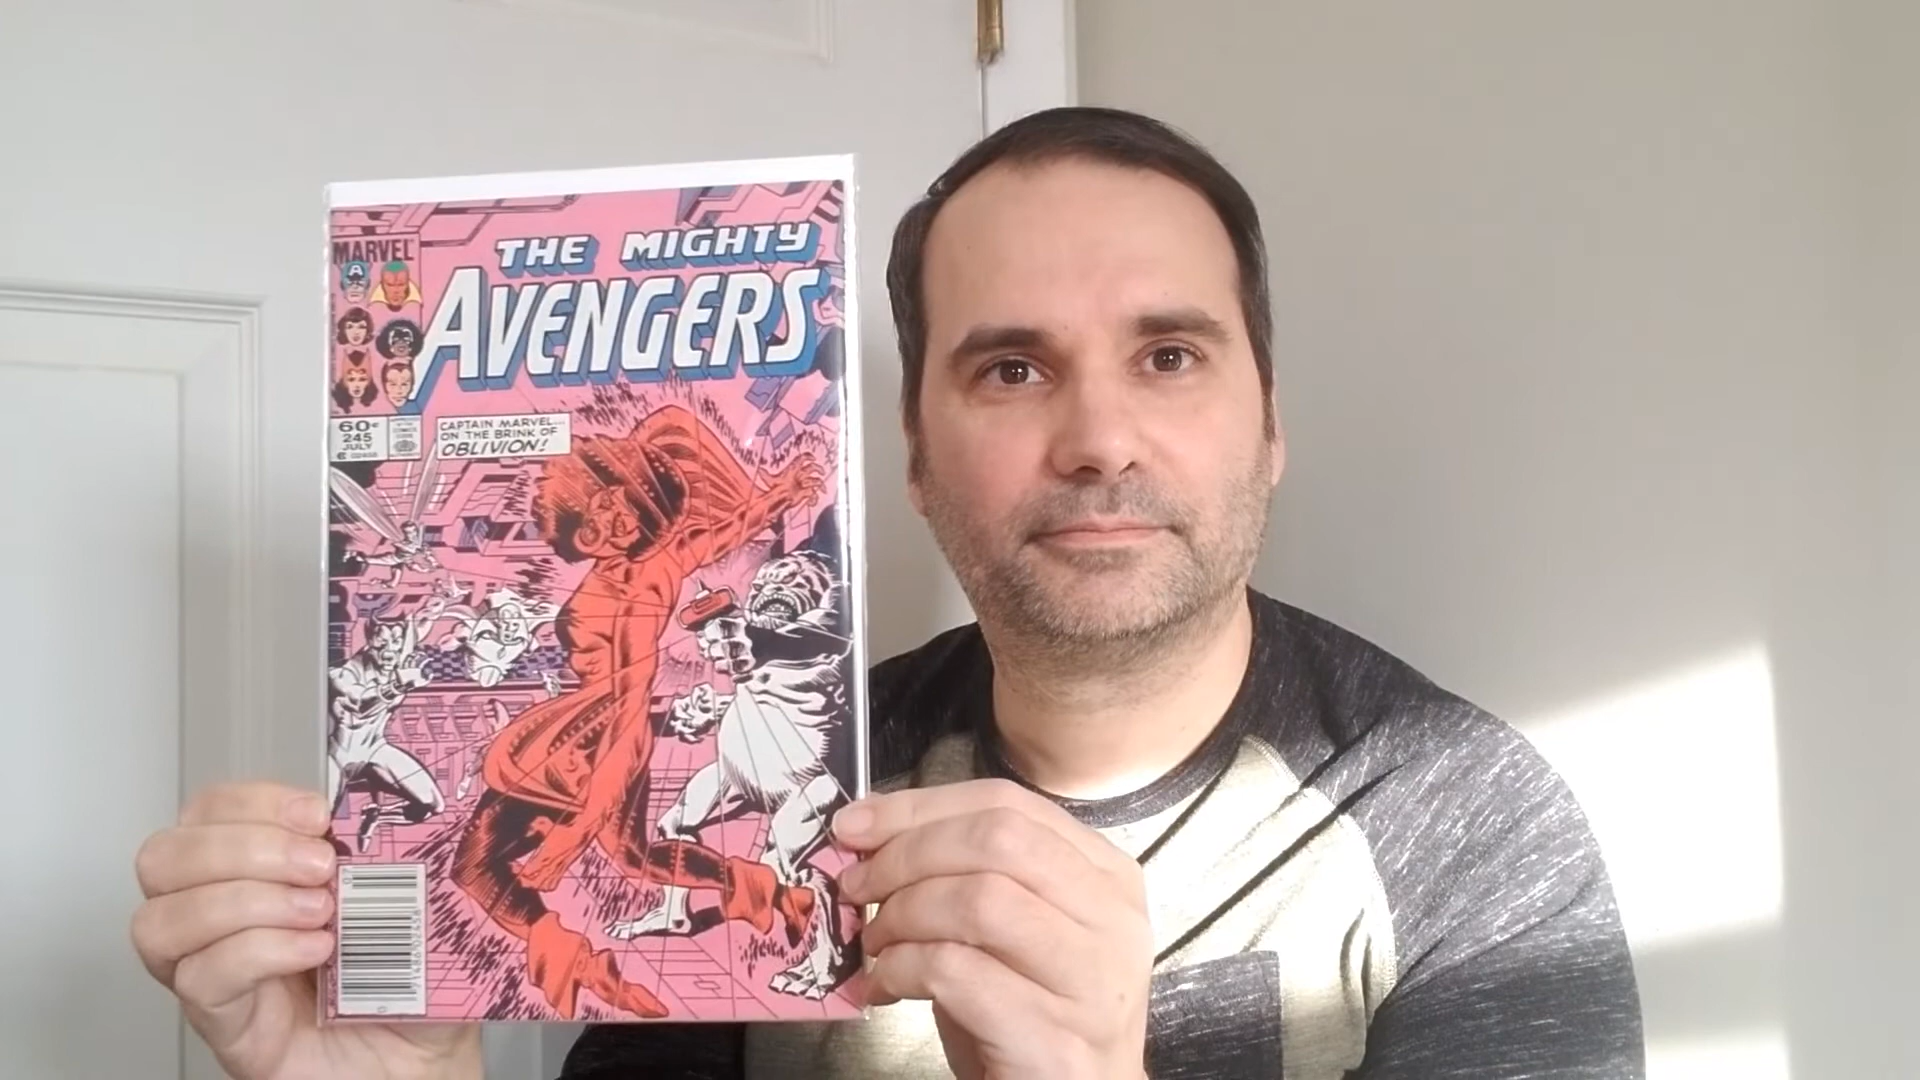 THE MIGHTY
MARVEL
AVENGERS
A
60¢
245
JULY
CAPTAIN MARVEL...
ON THE BRINK OF
OBLIVION!